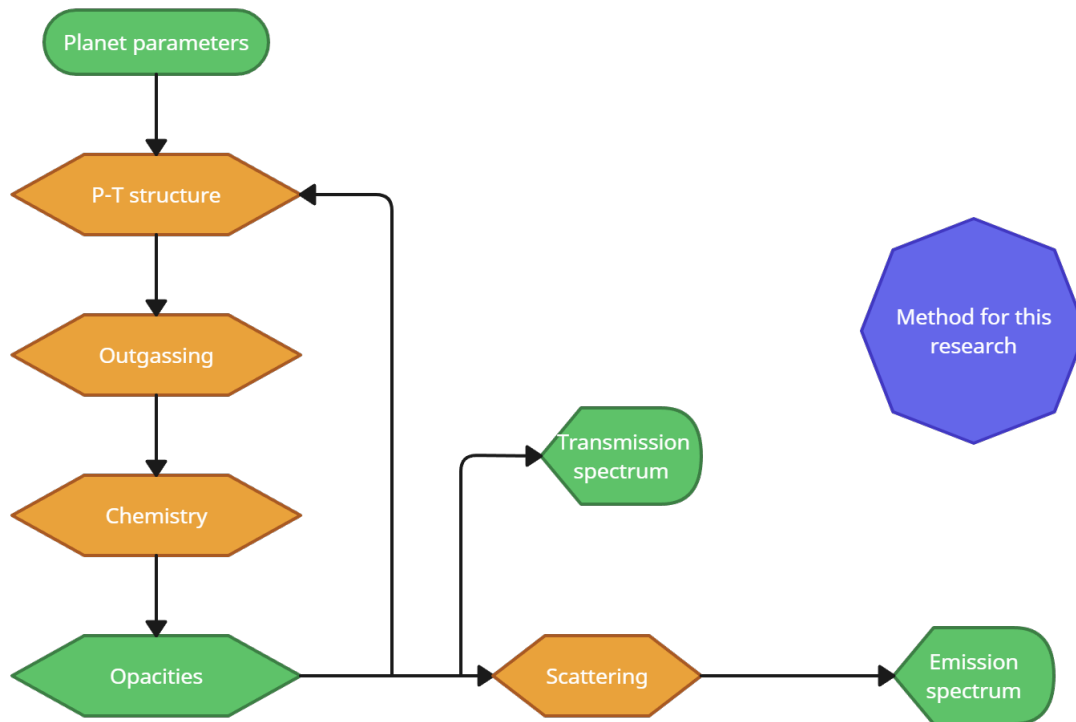 Planet parameters
P-T structure
Outgassing
Chemistry
Opacities
Transmission
spectrum
Scattering
Emission
spectrum
Method for this
research